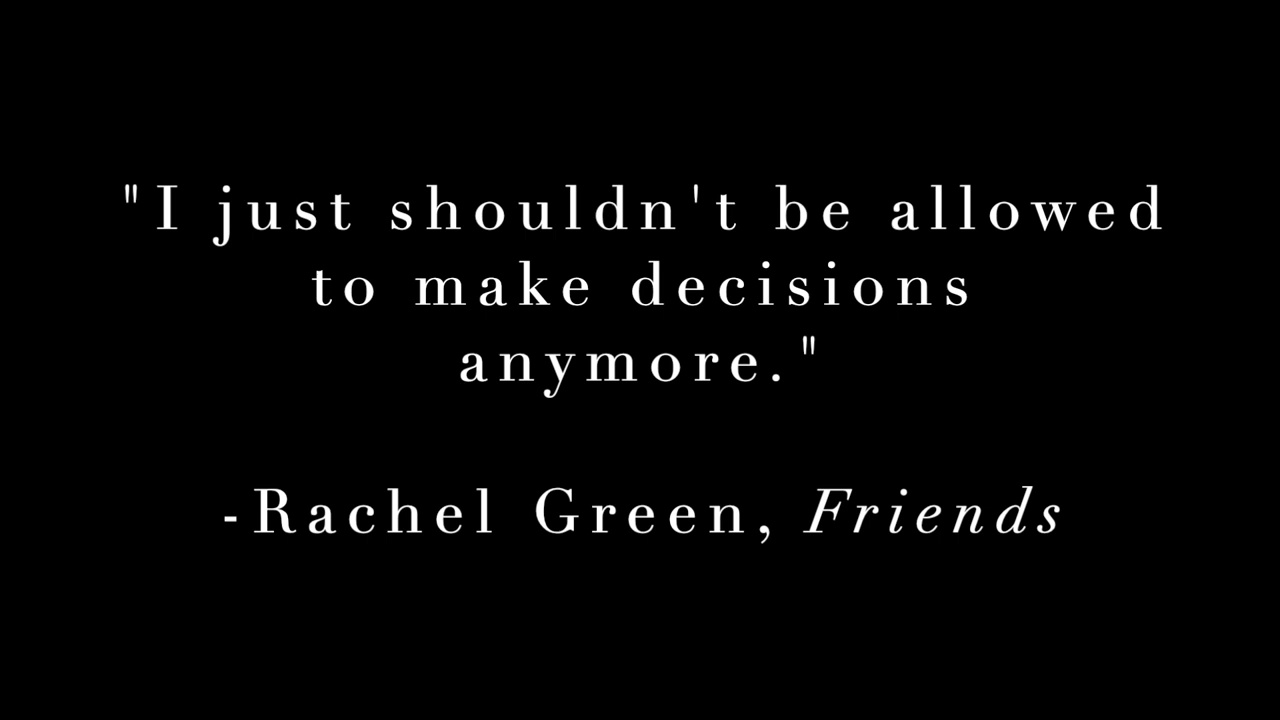 "I just shouldn't be allowed
to make decisions
anymore."
-Rachel Green, Friends